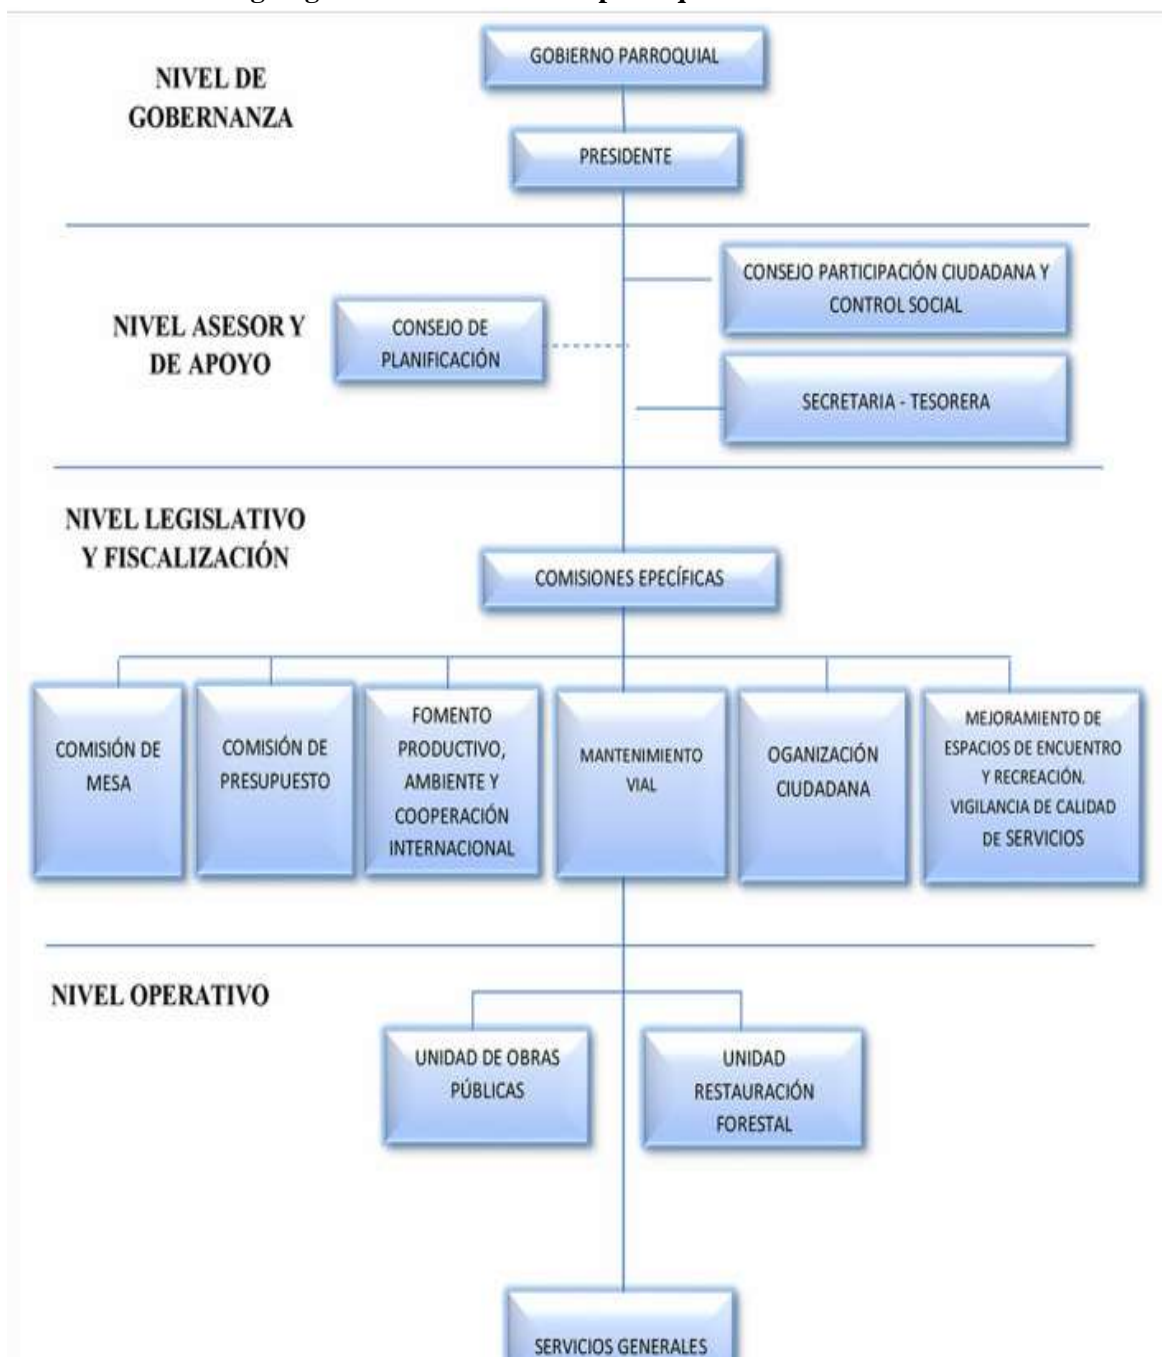 NIVEL DE
GOBERNANZA
GOBIERNO PARROQUIAL
PRESIDENTE
NIVEL ASESOR Y
DE APOYO
CONSEJO DE
PLANIFICACIÓN
CONSEJO PARTICIPACIÓN CIUDADANA Y
CONTROL SOCIAL
SECRETARIA - TESORERA
NIVEL LEGISLATIVO
Y FISCALIZACIÓN
COMISIONES EPECÍFICAS
COMISIÓN DE
MESA
COMISIÓN DE
PRESUPUESTO
FOMENTO
PRODUCTIVO,
AMBIENTE Y
COOPERACIÓN
INTERNACIONAL
MANTENIMIENTO
VIAL
OGANIZACIÓN
CIUDADANA
MEJORAMIENTO DE
ESPACIOS DE ENCUENTRO
Y RECREACIÓN.
VIGILANCIA DE CALIDAD
DE SERVICIOS
NIVEL OPERATIVO
UNIDAD DE OBRAS
PÚBLICAS
UNIDAD
RESTAURACIÓN
FORESTAL
SERVICIOS GENERALES